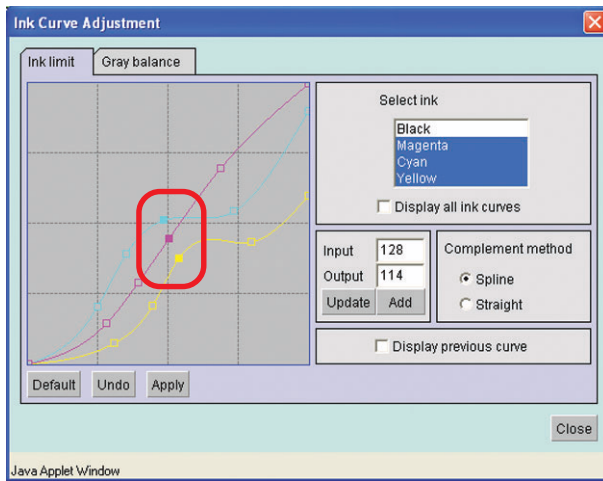 Ink Curve Adjustment
Ink limit
Gray balance
Select ink
Black
Magenta
Cyan
Yellow
Display all ink curves
Input 128
Output 114
Update Add
Complement method
Spline
Straight
Display previous curve
Default Undo Apply
Close
Java Applet Window